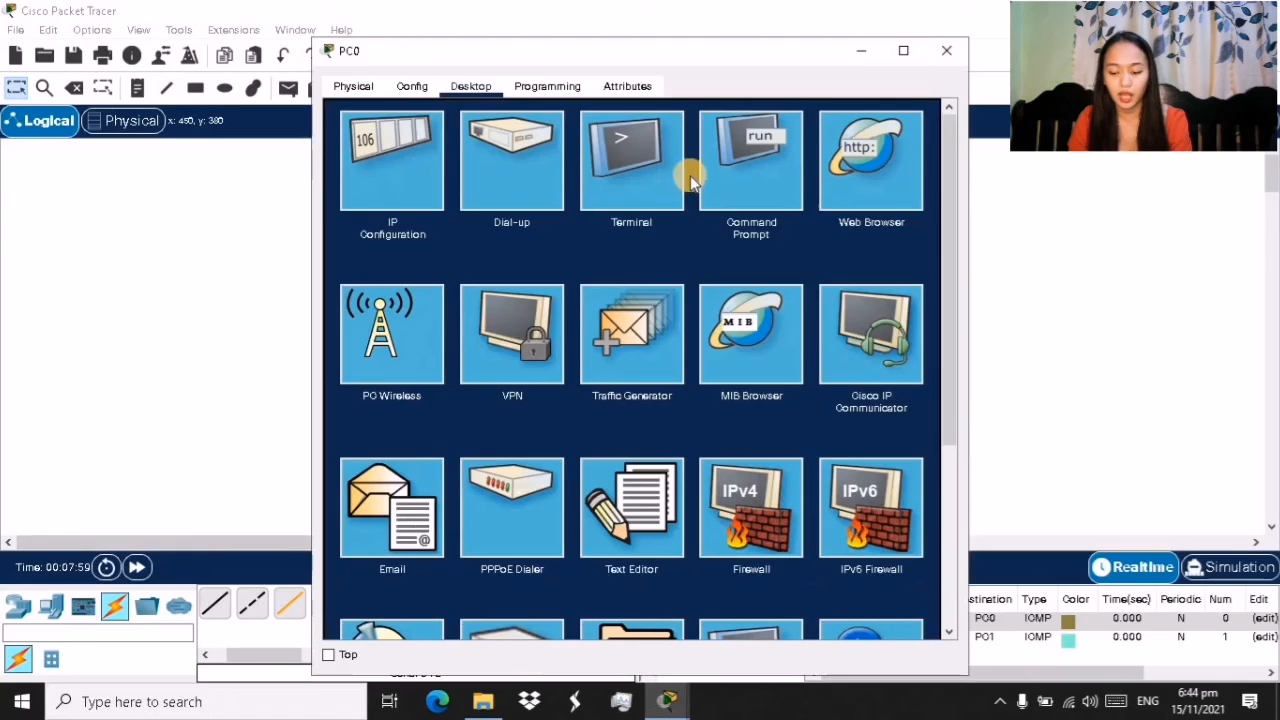 Cisco Packet Tracer
File Edit Options View Tools Extensions Window Help
PC0
Physical Config Desktop Programming Attributes
Logical Physical x: 450, y: 380
106
>
run
http:
IP Configuration
Dial-up
Terminal
Command Prompt
Web Browser
MIB
PC Wireless
VPN
Traffic Generator
MIB Browser
Cisco IP Communicator
@
IPv4
IPv6
Email
PPPoE Dialer
Text Editor
Firewall
IPv6 Firewall
Time: 00:07:59
Realtime Simulation
stination Type Color Time(sec) Periodic Num Edit
PC0 ICMP 0.000 N 0 (edit)
PC1 ICMP 0.000 N 1 (edit)
Top
Type here to search
ENG
6:44 pm
15/11/2021